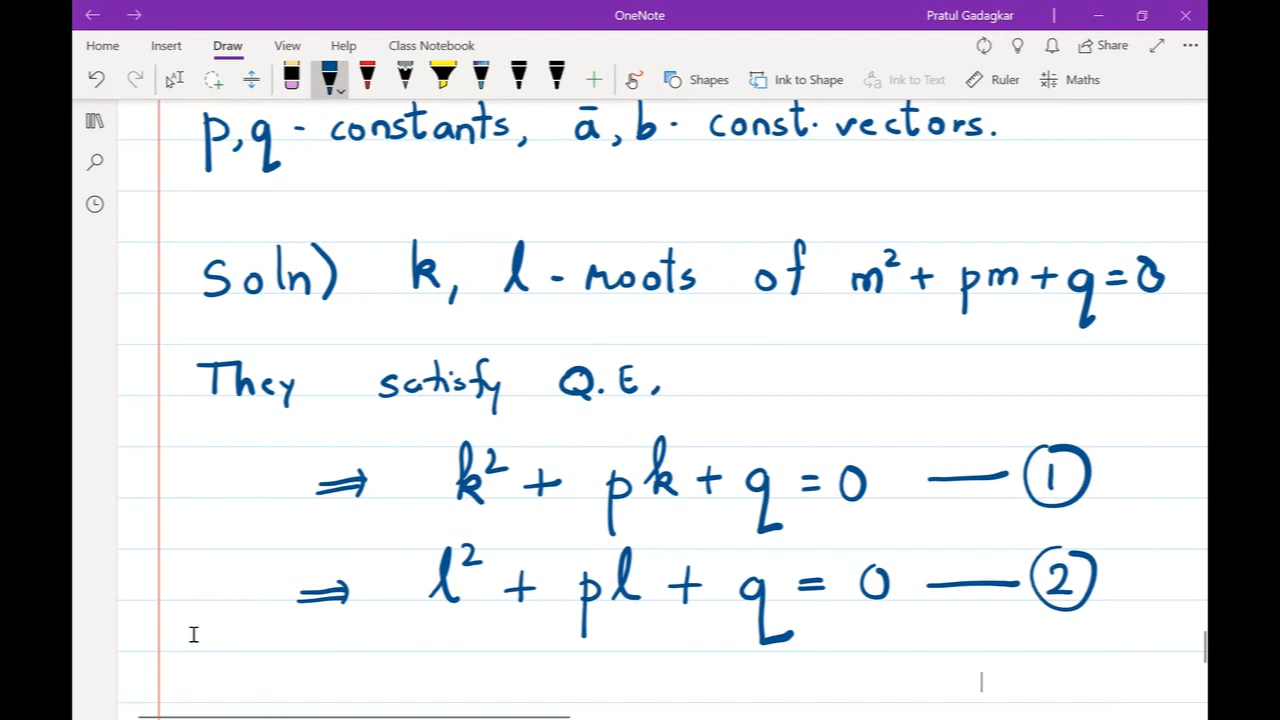 OneNote
Pratul Gadagkar
Home Insert Draw View Help Class Notebook
Share
Shapes Ink to Shape Ink to Text Ruler Maths
p,q - constants, ā, b - const. vectors.
Soln) k, l - roots of m² + pm + q = 0
They satisfy Q.E.
⇒ k² + pk + q = 0 — ①
⇒ l² + pl + q = 0 — ②